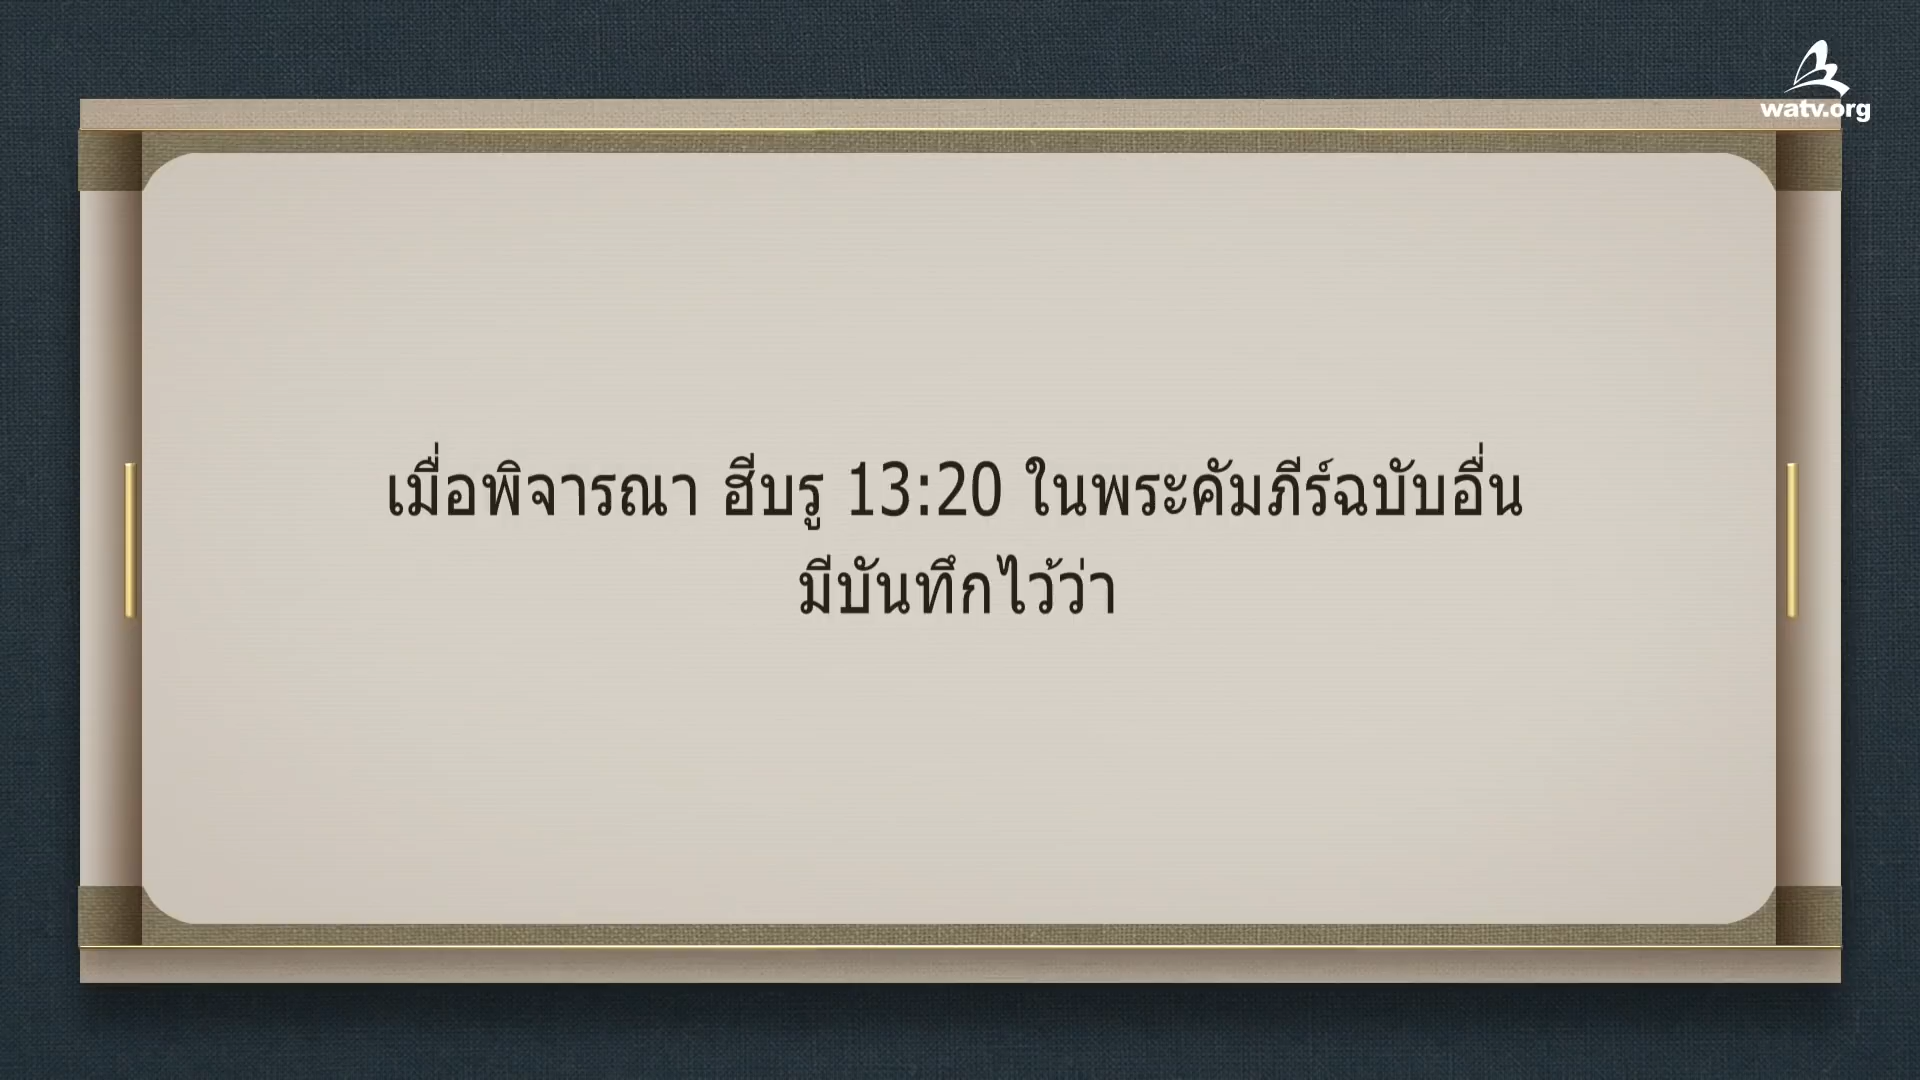 watv.org
เมื่อพิจารณา ฮีบรู 13:20 ในพระคัมภีร์ฉบับอื่น
มีบันทึกไว้ว่า